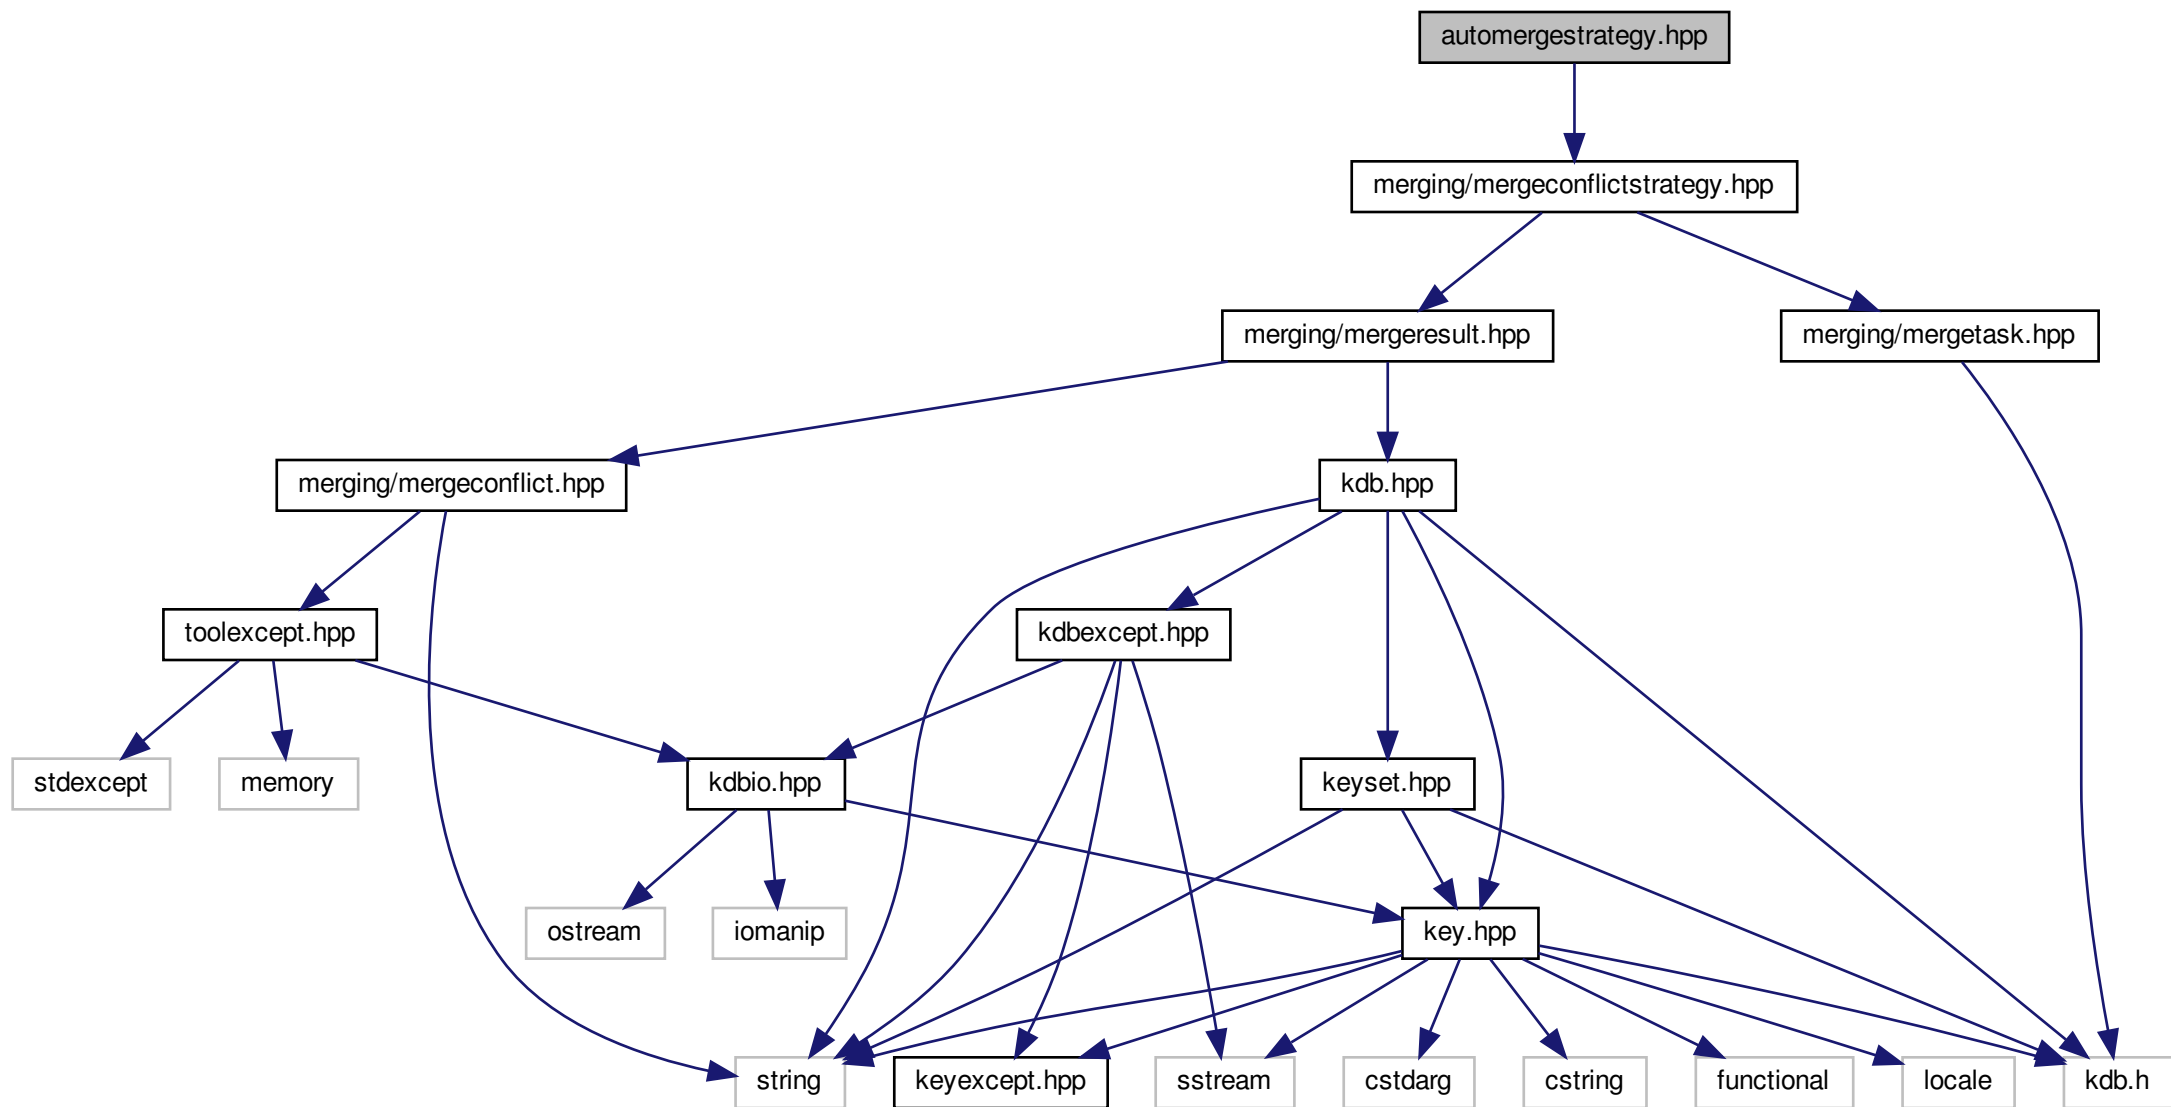 automergestrategy.hpp
merging/mergeconflictstrategy.hpp
merging/mergeresult.hpp
merging/mergetask.hpp
merging/mergeconflict.hpp
kdb.hpp
toolexcept.hpp
kdbexcept.hpp
stdexcept
memory
kdbio.hpp
keyset.hpp
ostream
iomanip
key.hpp
string
keyexcept.hpp
sstream
cstdarg
cstring
functional
locale
kdb.h